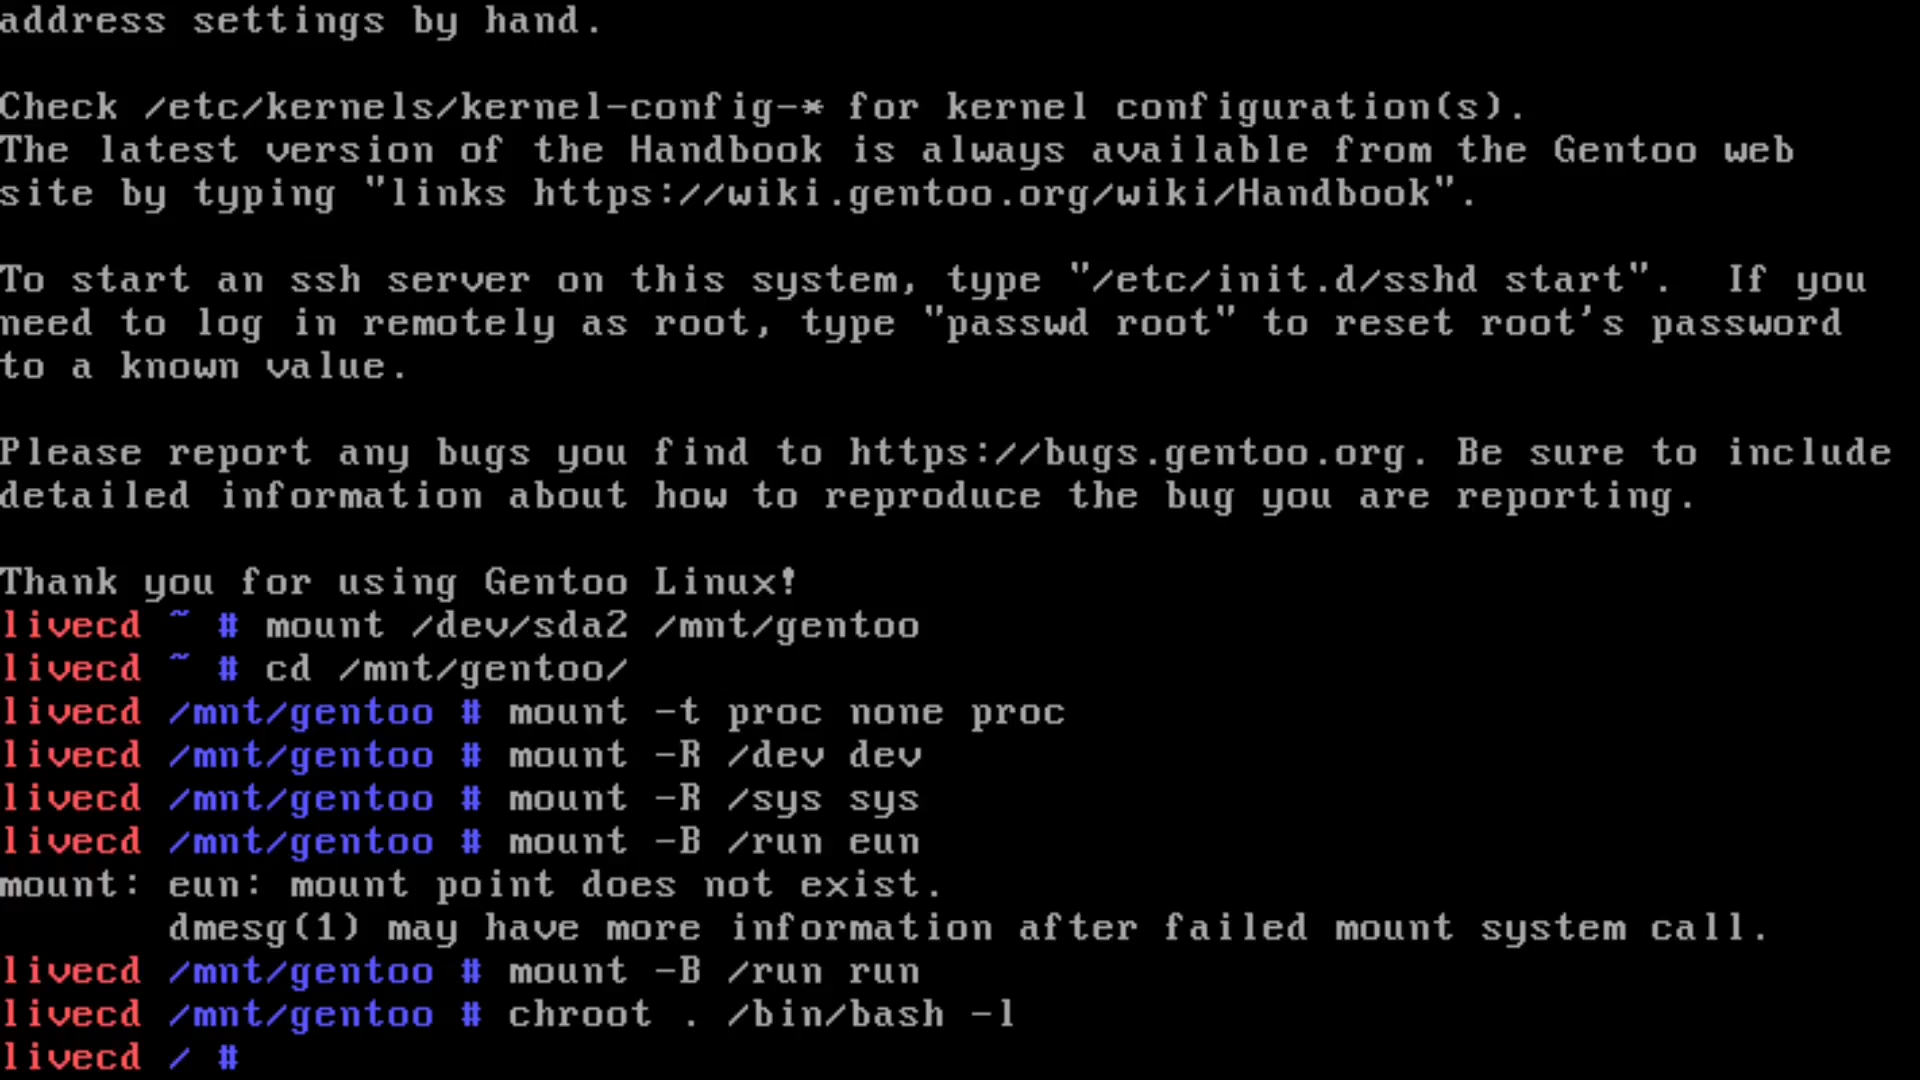 address settings by hand.
Check /etc/kernels/kernel-config-* for kernel configuration(s).
The latest version of the Handbook is always available from the Gentoo web
site by typing "links https://wiki.gentoo.org/wiki/Handbook".
To start an ssh server on this system, type "/etc/init.d/sshd start".  If you
need to log in remotely as root, type "passwd root" to reset root's password
to a known value.
Please report any bugs you find to https://bugs.gentoo.org. Be sure to include
detailed information about how to reproduce the bug you are reporting.
Thank you for using Gentoo Linux!
livecd ~ # mount /dev/sda2 /mnt/gentoo
livecd ~ # cd /mnt/gentoo/
livecd /mnt/gentoo # mount -t proc none proc
livecd /mnt/gentoo # mount -R /dev dev
livecd /mnt/gentoo # mount -R /sys sys
livecd /mnt/gentoo # mount -B /run eun
mount: eun: mount point does not exist.
       dmesg(1) may have more information after failed mount system call.
livecd /mnt/gentoo # mount -B /run run
livecd /mnt/gentoo # chroot . /bin/bash -l
livecd / #